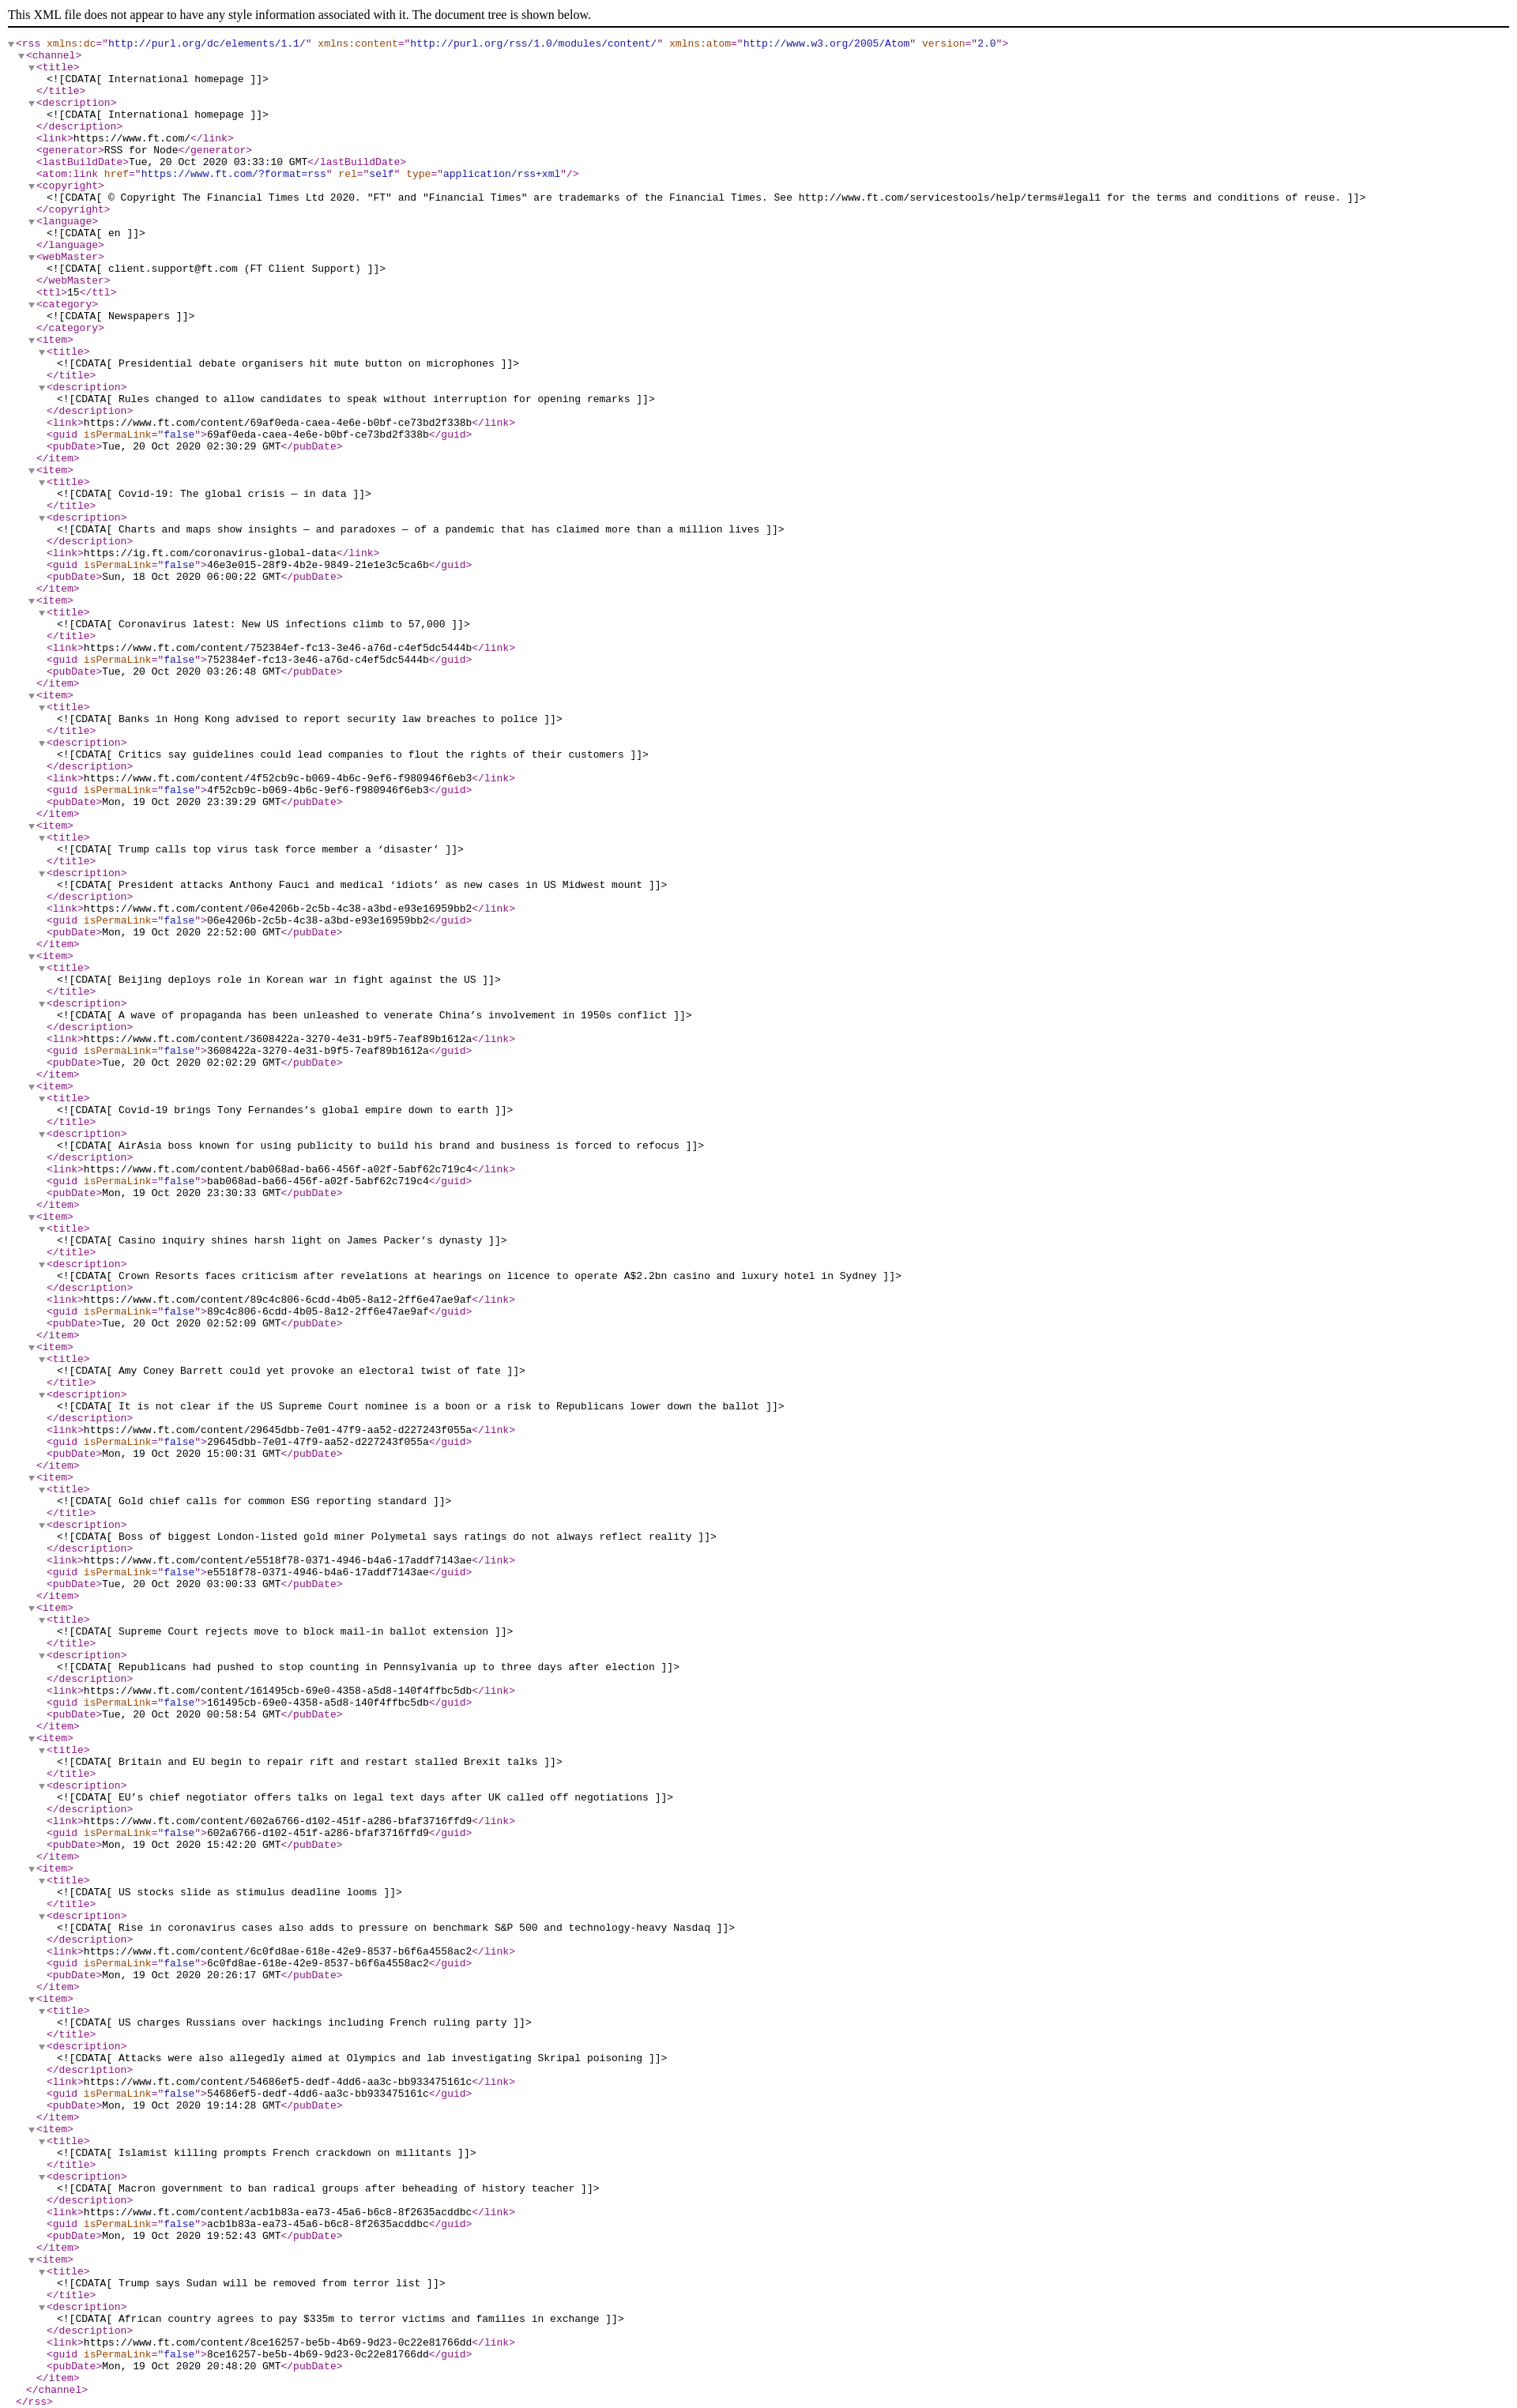 This XML file does not appear to have any style information associated with it. The document tree is shown below.
<rss xmlns:dc="http://purl.org/dc/elements/1.1/" xmlns:content="http://purl.org/rss/1.0/modules/content/" xmlns:atom="http://www.w3.org/2005/Atom" version="2.0">
<channel>
<title>
<![CDATA[ International homepage ]]>
</title>
<description>
<![CDATA[ International homepage ]]>
</description>
<link>https://www.ft.com/</link>
<generator>RSS for Node</generator>
<lastBuildDate>Tue, 20 Oct 2020 03:33:10 GMT</lastBuildDate>
<atom:link href="https://www.ft.com/?format=rss" rel="self" type="application/rss+xml"/>
<copyright>
<![CDATA[ © Copyright The Financial Times Ltd 2020. "FT" and "Financial Times" are trademarks of the Financial Times. See http://www.ft.com/servicestools/help/terms#legal1 for the terms and conditions of reuse. ]]>
</copyright>
<language>
<![CDATA[ en ]]>
</language>
<webMaster>
<![CDATA[ client.support@ft.com (FT Client Support) ]]>
</webMaster>
<ttl>15</ttl>
<category>
<![CDATA[ Newspapers ]]>
</category>
<item>
<title>
<![CDATA[ Presidential debate organisers hit mute button on microphones ]]>
</title>
<description>
<![CDATA[ Rules changed to allow candidates to speak without interruption for opening remarks ]]>
</description>
<link>https://www.ft.com/content/69af0eda-caea-4e6e-b0bf-ce73bd2f338b</link>
<guid isPermaLink="false">69af0eda-caea-4e6e-b0bf-ce73bd2f338b</guid>
<pubDate>Tue, 20 Oct 2020 02:30:29 GMT</pubDate>
</item>
<item>
<title>
<![CDATA[ Covid-19: The global crisis — in data ]]>
</title>
<description>
<![CDATA[ Charts and maps show insights — and paradoxes — of a pandemic that has claimed more than a million lives ]]>
</description>
<link>https://ig.ft.com/coronavirus-global-data</link>
<guid isPermaLink="false">46e3e015-28f9-4b2e-9849-21e1e3c5ca6b</guid>
<pubDate>Sun, 18 Oct 2020 06:00:22 GMT</pubDate>
</item>
<item>
<title>
<![CDATA[ Coronavirus latest: New US infections climb to 57,000 ]]>
</title>
<link>https://www.ft.com/content/752384ef-fc13-3e46-a76d-c4ef5dc5444b</link>
<guid isPermaLink="false">752384ef-fc13-3e46-a76d-c4ef5dc5444b</guid>
<pubDate>Tue, 20 Oct 2020 03:26:48 GMT</pubDate>
</item>
<item>
<title>
<![CDATA[ Banks in Hong Kong advised to report security law breaches to police ]]>
</title>
<description>
<![CDATA[ Critics say guidelines could lead companies to flout the rights of their customers ]]>
</description>
<link>https://www.ft.com/content/4f52cb9c-b069-4b6c-9ef6-f980946f6eb3</link>
<guid isPermaLink="false">4f52cb9c-b069-4b6c-9ef6-f980946f6eb3</guid>
<pubDate>Mon, 19 Oct 2020 23:39:29 GMT</pubDate>
</item>
<item>
<title>
<![CDATA[ Trump calls top virus task force member a ‘disaster’ ]]>
</title>
<description>
<![CDATA[ President attacks Anthony Fauci and medical ‘idiots’ as new cases in US Midwest mount ]]>
</description>
<link>https://www.ft.com/content/06e4206b-2c5b-4c38-a3bd-e93e16959bb2</link>
<guid isPermaLink="false">06e4206b-2c5b-4c38-a3bd-e93e16959bb2</guid>
<pubDate>Mon, 19 Oct 2020 22:52:00 GMT</pubDate>
</item>
<item>
<title>
<![CDATA[ Beijing deploys role in Korean war in fight against the US ]]>
</title>
<description>
<![CDATA[ A wave of propaganda has been unleashed to venerate China’s involvement in 1950s conflict ]]>
</description>
<link>https://www.ft.com/content/3608422a-3270-4e31-b9f5-7eaf89b1612a</link>
<guid isPermaLink="false">3608422a-3270-4e31-b9f5-7eaf89b1612a</guid>
<pubDate>Tue, 20 Oct 2020 02:02:29 GMT</pubDate>
</item>
<item>
<title>
<![CDATA[ Covid-19 brings Tony Fernandes’s global empire down to earth ]]>
</title>
<description>
<![CDATA[ AirAsia boss known for using publicity to build his brand and business is forced to refocus ]]>
</description>
<link>https://www.ft.com/content/bab068ad-ba66-456f-a02f-5abf62c719c4</link>
<guid isPermaLink="false">bab068ad-ba66-456f-a02f-5abf62c719c4</guid>
<pubDate>Mon, 19 Oct 2020 23:30:33 GMT</pubDate>
</item>
<item>
<title>
<![CDATA[ Casino inquiry shines harsh light on James Packer’s dynasty ]]>
</title>
<description>
<![CDATA[ Crown Resorts faces criticism after revelations at hearings on licence to operate A$2.2bn casino and luxury hotel in Sydney ]]>
</description>
<link>https://www.ft.com/content/89c4c806-6cdd-4b05-8a12-2ff6e47ae9af</link>
<guid isPermaLink="false">89c4c806-6cdd-4b05-8a12-2ff6e47ae9af</guid>
<pubDate>Tue, 20 Oct 2020 02:52:09 GMT</pubDate>
</item>
<item>
<title>
<![CDATA[ Amy Coney Barrett could yet provoke an electoral twist of fate ]]>
</title>
<description>
<![CDATA[ It is not clear if the US Supreme Court nominee is a boon or a risk to Republicans lower down the ballot ]]>
</description>
<link>https://www.ft.com/content/29645dbb-7e01-47f9-aa52-d227243f055a</link>
<guid isPermaLink="false">29645dbb-7e01-47f9-aa52-d227243f055a</guid>
<pubDate>Mon, 19 Oct 2020 15:00:31 GMT</pubDate>
</item>
<item>
<title>
<![CDATA[ Gold chief calls for common ESG reporting standard ]]>
</title>
<description>
<![CDATA[ Boss of biggest London-listed gold miner Polymetal says ratings do not always reflect reality ]]>
</description>
<link>https://www.ft.com/content/e5518f78-0371-4946-b4a6-17addf7143ae</link>
<guid isPermaLink="false">e5518f78-0371-4946-b4a6-17addf7143ae</guid>
<pubDate>Tue, 20 Oct 2020 03:00:33 GMT</pubDate>
</item>
<item>
<title>
<![CDATA[ Supreme Court rejects move to block mail-in ballot extension ]]>
</title>
<description>
<![CDATA[ Republicans had pushed to stop counting in Pennsylvania up to three days after election ]]>
</description>
<link>https://www.ft.com/content/161495cb-69e0-4358-a5d8-140f4ffbc5db</link>
<guid isPermaLink="false">161495cb-69e0-4358-a5d8-140f4ffbc5db</guid>
<pubDate>Tue, 20 Oct 2020 00:58:54 GMT</pubDate>
</item>
<item>
<title>
<![CDATA[ Britain and EU begin to repair rift and restart stalled Brexit talks ]]>
</title>
<description>
<![CDATA[ EU’s chief negotiator offers talks on legal text days after UK called off negotiations ]]>
</description>
<link>https://www.ft.com/content/602a6766-d102-451f-a286-bfaf3716ffd9</link>
<guid isPermaLink="false">602a6766-d102-451f-a286-bfaf3716ffd9</guid>
<pubDate>Mon, 19 Oct 2020 15:42:20 GMT</pubDate>
</item>
<item>
<title>
<![CDATA[ US stocks slide as stimulus deadline looms ]]>
</title>
<description>
<![CDATA[ Rise in coronavirus cases also adds to pressure on benchmark S&P 500 and technology-heavy Nasdaq ]]>
</description>
<link>https://www.ft.com/content/6c0fd8ae-618e-42e9-8537-b6f6a4558ac2</link>
<guid isPermaLink="false">6c0fd8ae-618e-42e9-8537-b6f6a4558ac2</guid>
<pubDate>Mon, 19 Oct 2020 20:26:17 GMT</pubDate>
</item>
<item>
<title>
<![CDATA[ US charges Russians over hackings including French ruling party ]]>
</title>
<description>
<![CDATA[ Attacks were also allegedly aimed at Olympics and lab investigating Skripal poisoning ]]>
</description>
<link>https://www.ft.com/content/54686ef5-dedf-4dd6-aa3c-bb933475161c</link>
<guid isPermaLink="false">54686ef5-dedf-4dd6-aa3c-bb933475161c</guid>
<pubDate>Mon, 19 Oct 2020 19:14:28 GMT</pubDate>
</item>
<item>
<title>
<![CDATA[ Islamist killing prompts French crackdown on militants ]]>
</title>
<description>
<![CDATA[ Macron government to ban radical groups after beheading of history teacher ]]>
</description>
<link>https://www.ft.com/content/acb1b83a-ea73-45a6-b6c8-8f2635acddbc</link>
<guid isPermaLink="false">acb1b83a-ea73-45a6-b6c8-8f2635acddbc</guid>
<pubDate>Mon, 19 Oct 2020 19:52:43 GMT</pubDate>
</item>
<item>
<title>
<![CDATA[ Trump says Sudan will be removed from terror list ]]>
</title>
<description>
<![CDATA[ African country agrees to pay $335m to terror victims and families in exchange ]]>
</description>
<link>https://www.ft.com/content/8ce16257-be5b-4b69-9d23-0c22e81766dd</link>
<guid isPermaLink="false">8ce16257-be5b-4b69-9d23-0c22e81766dd</guid>
<pubDate>Mon, 19 Oct 2020 20:48:20 GMT</pubDate>
</item>
</channel>
</rss>